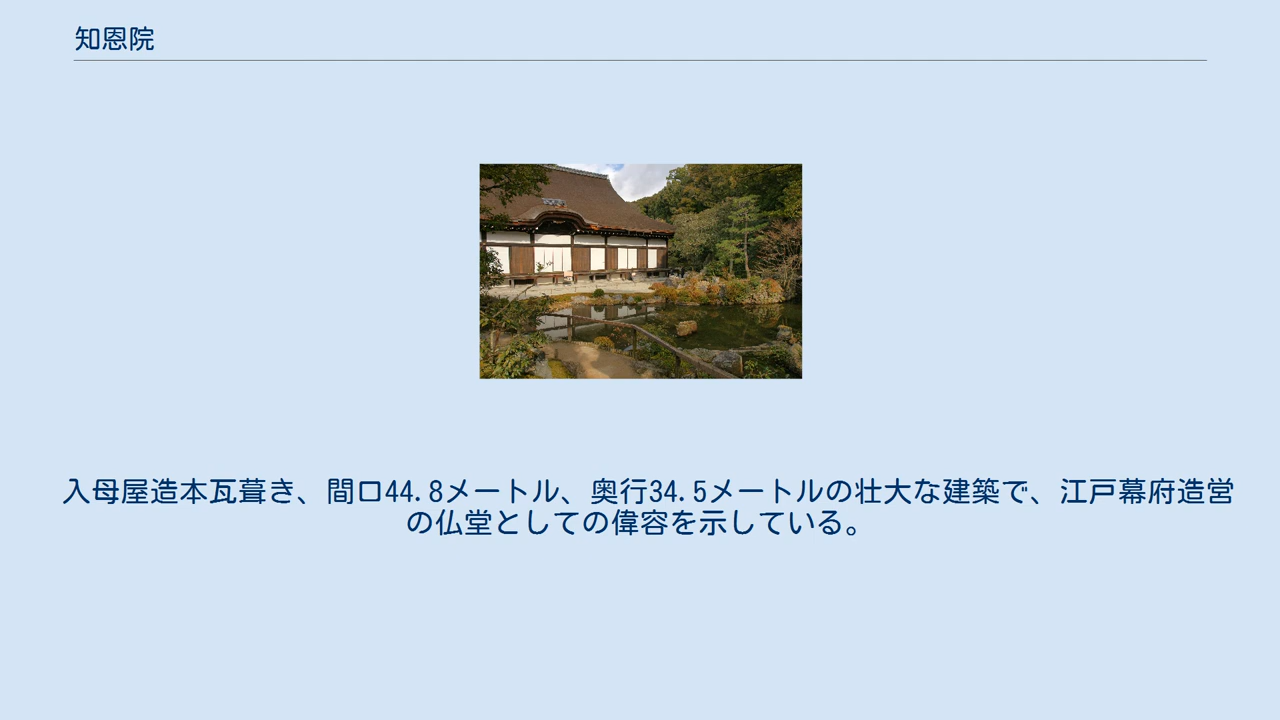 知恩院
入母屋造本瓦葺き、間口44.8メートル、奥行34.5メートルの壮大な建築で、江戸幕府造営
の仏堂としての偉容を示している。